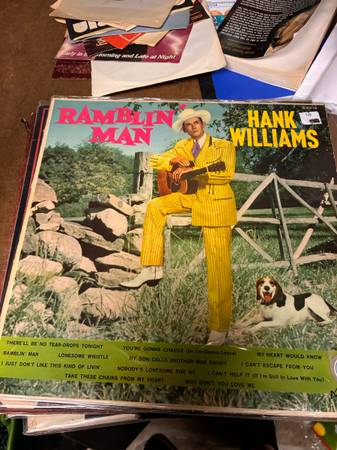 and Late at Night
RAMBLIN' MAN
HANK WILLIAMS
THERE'LL BE NO TEAR-DROPS TONIGHT YOU'RE GONNA CHANGE (Or I'm Gonna Leave) MY HEART WOULD KNOW
RAMBLIN' MAN LONESOME WHISTLE MY SON CALLS ANOTHER MAN DADDY I CAN'T ESCAPE FROM YOU
I JUST DON'T LIKE THIS KIND OF LIVIN' NOBODY'S LONESOME FOR ME I CAN'T HELP IT (If I'm Still In Love With You)
TAKE THESE CHAINS FROM MY HEART WHY DON'T YOU LOVE ME